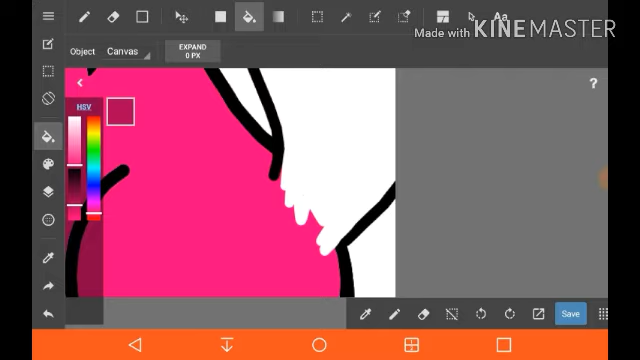 Aa
Made with KINEMASTER
Object Canvas EXPAND
0 PX
?
HSV
Save